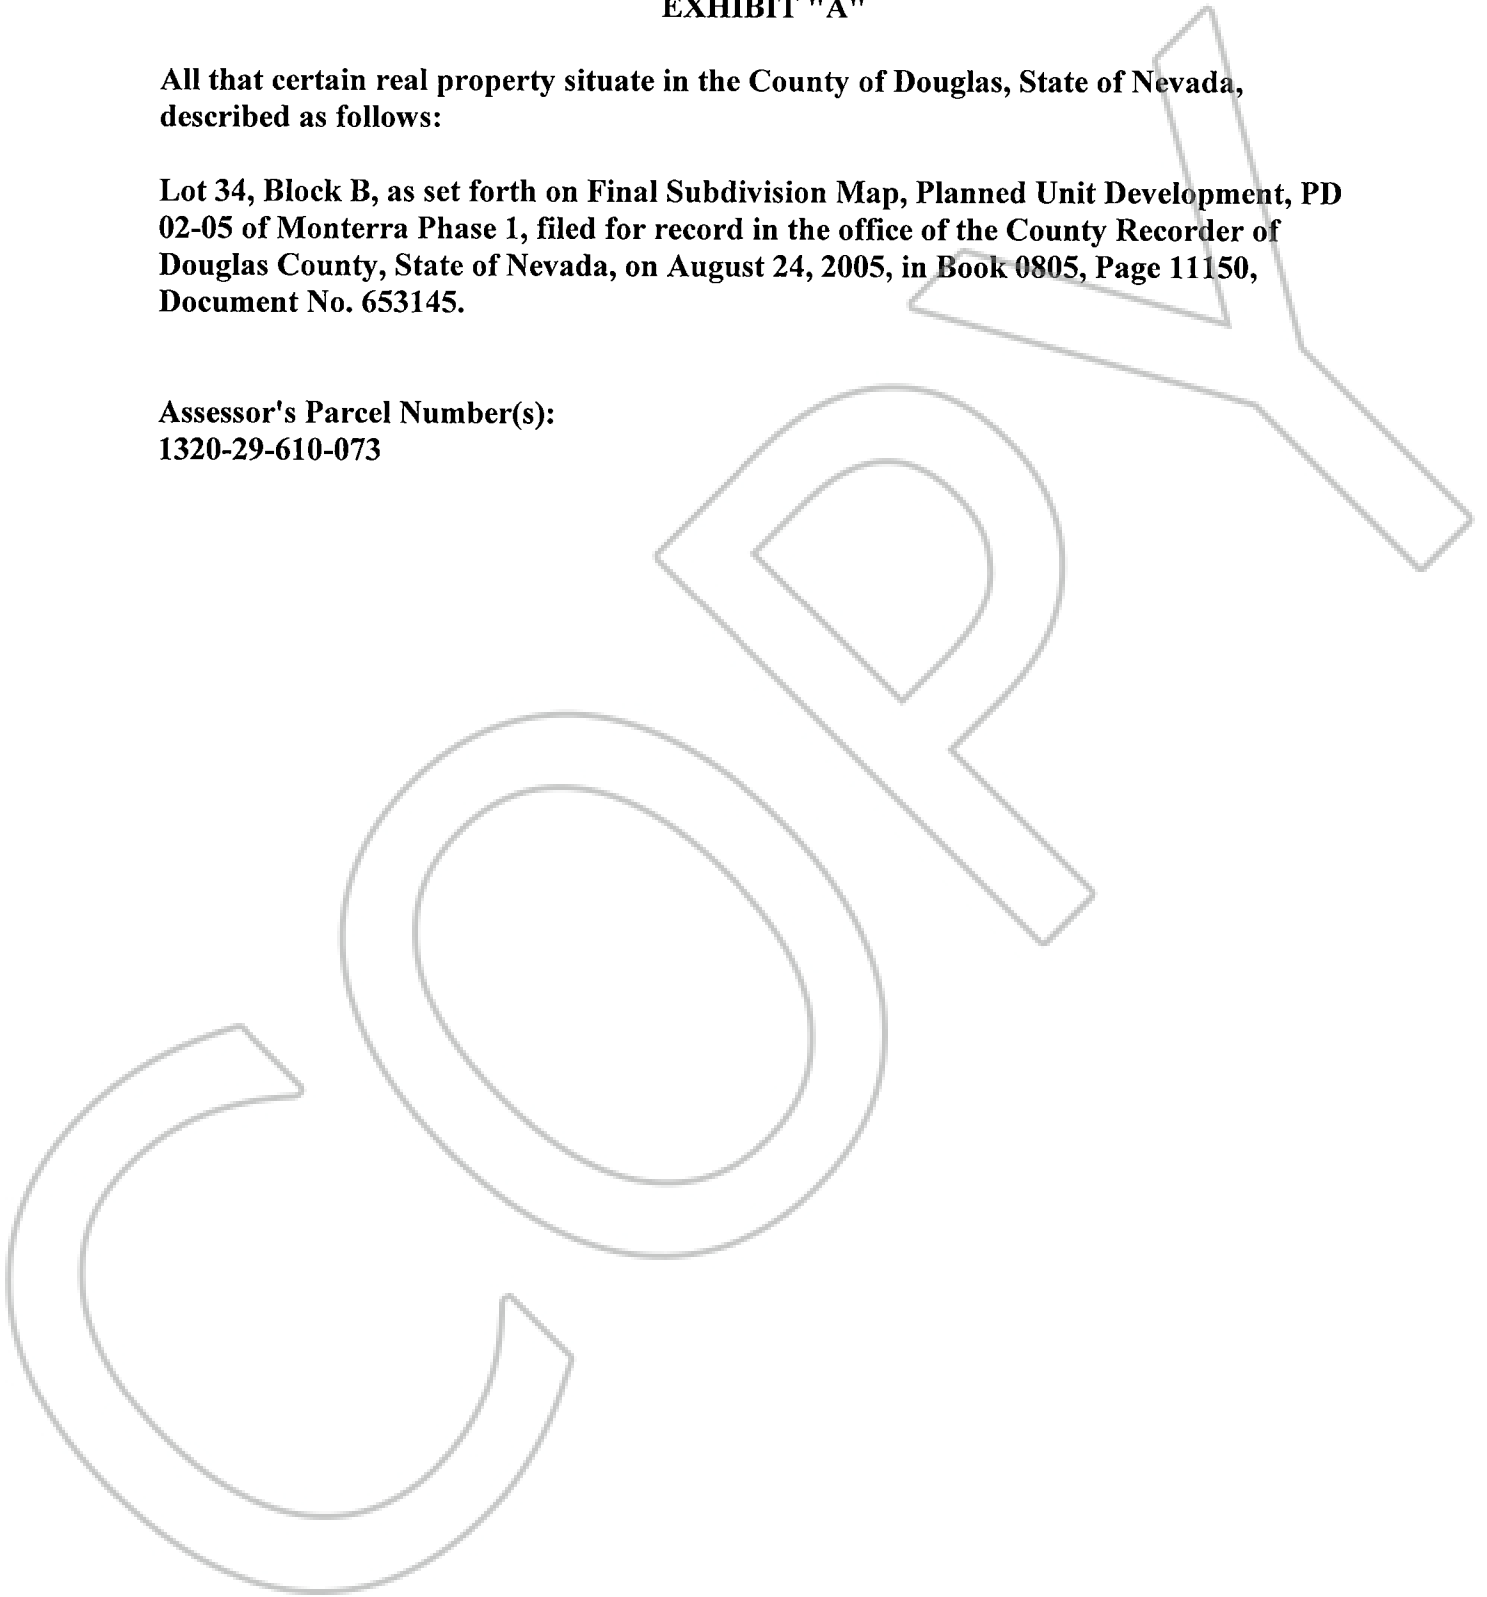 EXHIBIT "A"
All that certain real property situate in the County of Douglas, State of Nevada,
described as follows:
Lot 34, Block B, as set forth on Final Subdivision Map, Planned Unit Development, PD
02-05 of Monterra Phase 1, filed for record in the office of the County Recorder of
Douglas County, State of Nevada, on August 24, 2005, in Book 0805, Page 11150,
Document No. 653145.
Assessor's Parcel Number(s):
1320-29-610-073
COPY